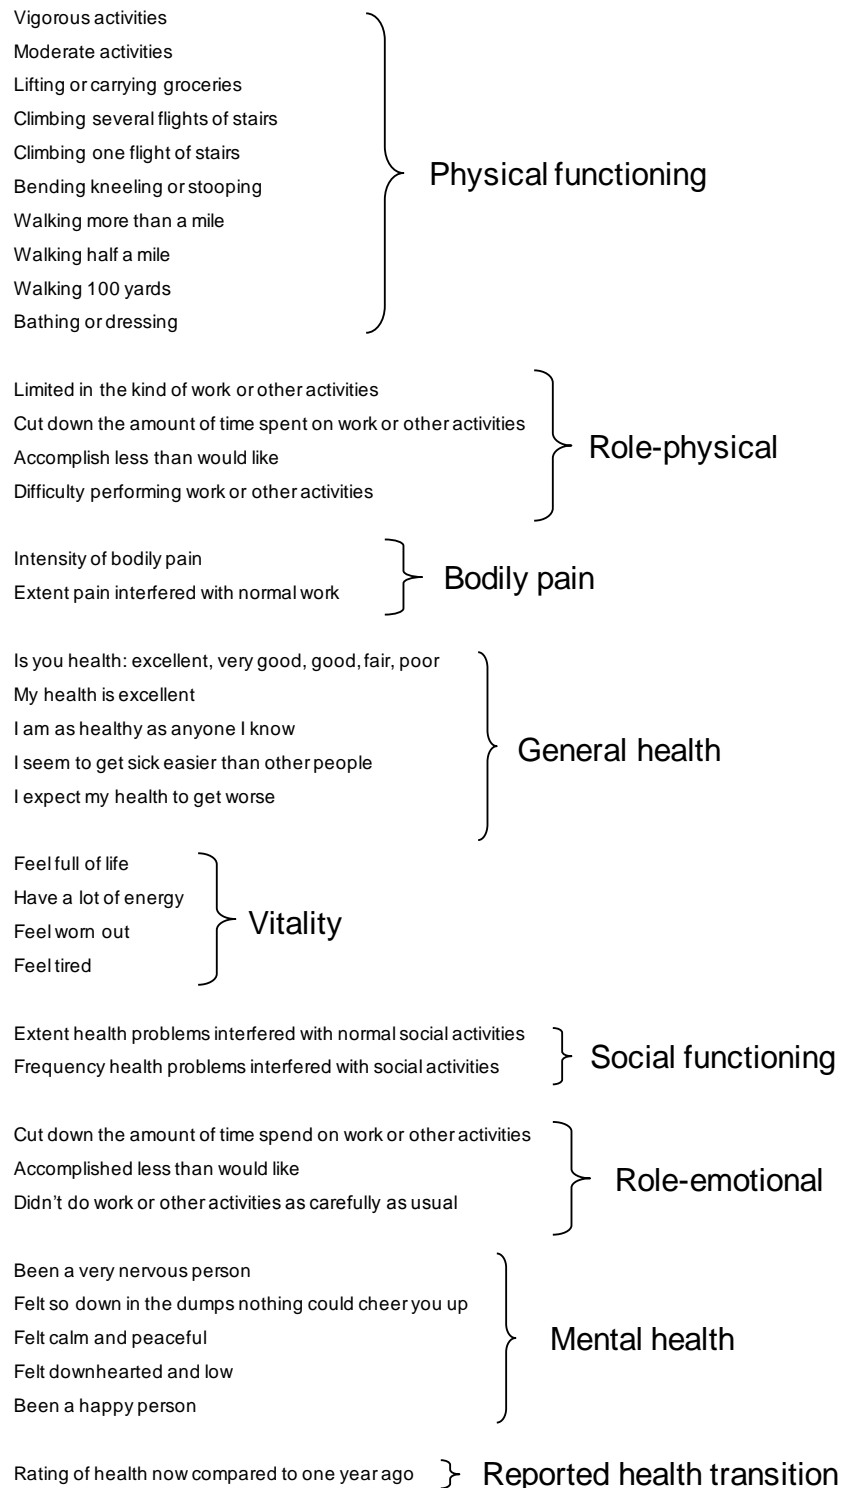 Vigorous activities
Moderate activities
Lifting or carrying groceries
Climbing several flights of stairs
Climbing one flight of stairs
Bending kneeling or stooping
Walking more than a mile
Walking half a mile
Walking 100 yards
Bathing or dressing
Physical functioning
Limited in the kind of work or other activities
Cut down the amount of time spent on work or other activities
Accomplish less than would like
Difficulty performing work or other activities
Role-physical
Intensity of bodily pain
Extent pain interfered with normal work
Bodily pain
Is you health: excellent, very good, good, fair, poor
My health is excellent
I am as healthy as anyone I know
I seem to get sick easier than other people
I expect my health to get worse
General health
Feel full of life
Have a lot of energy
Feel worn out
Feel tired
Vitality
Extent health problems interfered with normal social activities
Frequency health problems interfered with social activities
Social functioning
Cut down the amount of time spend on work or other activities
Accomplished less than would like
Didn't do work or other activities as carefully as usual
Role-emotional
Been a very nervous person
Felt so down in the dumps nothing could cheer you up
Felt calm and peaceful
Felt downhearted and low
Been a happy person
Mental health
Rating of health now compared to one year ago
Reported health transition